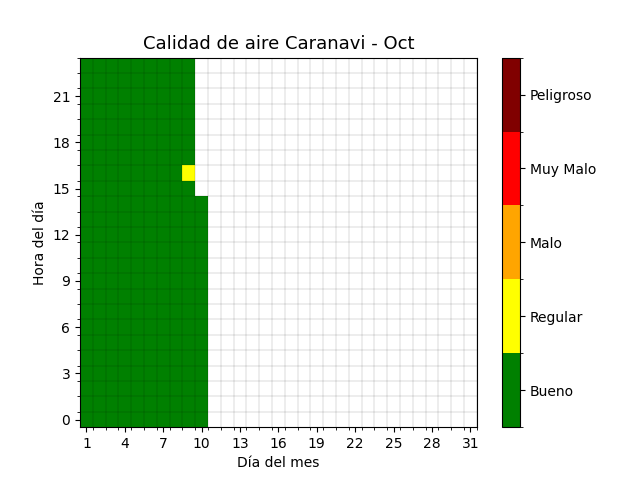 Calidad de aire Caranavi - Oct
Hora del día
21
18
15
12
9
6
3
0
1 4 7 10 13 16 19 22 25 28 31
Día del mes
Peligroso
Muy Malo
Malo
Regular
Bueno